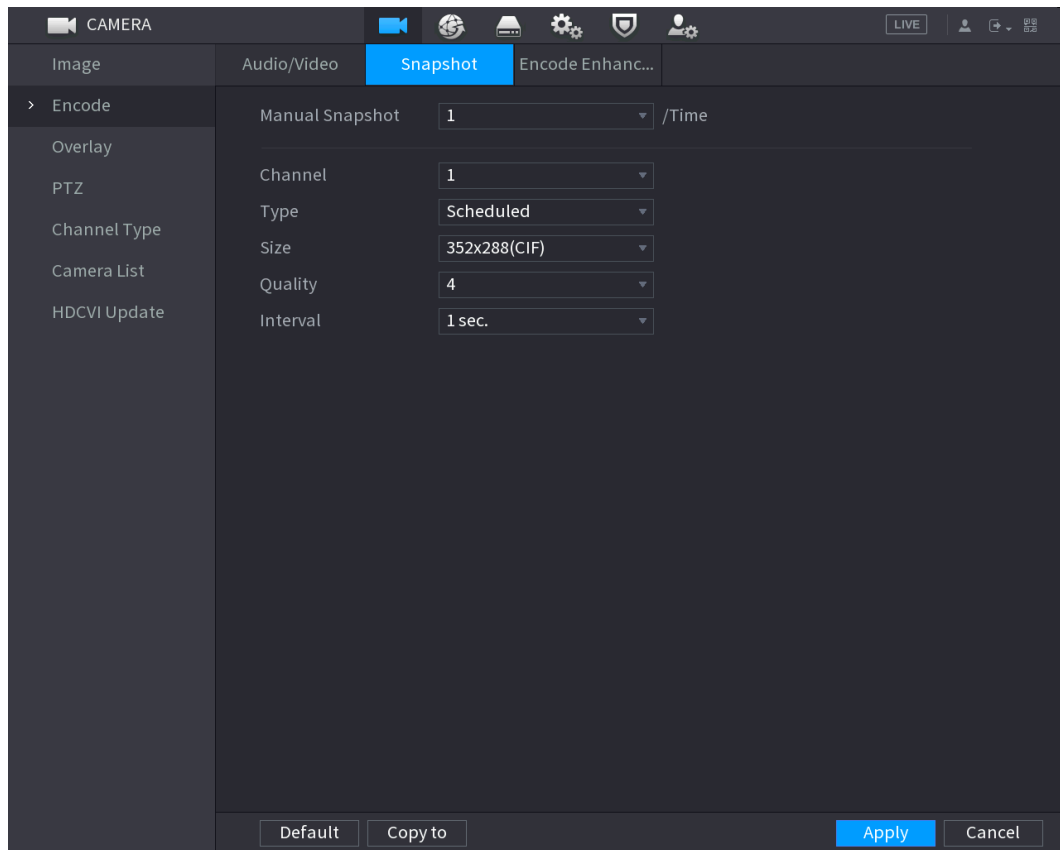 CAMERA
LIVE
Image
Encode
Overlay
PTZ
Channel Type
Camera List
HDCVI Update
Audio/Video Snapshot Encode Enhanc...
Manual Snapshot 1 /Time
Channel 1
Type Scheduled
Size 352x288(CIF)
Quality 4
Interval 1 sec.
Default Copy to Apply Cancel